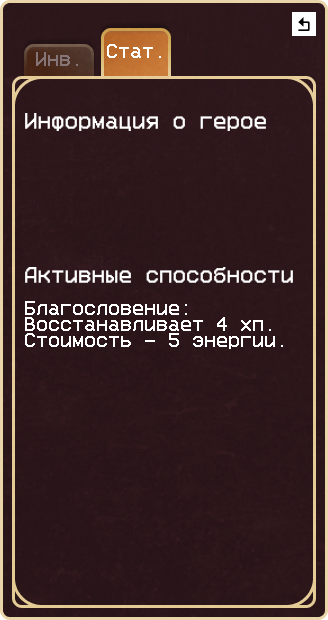 Инв.
Стат.
Информация о герое
Активные способности
Благословение:
Восстанавливает 4 хп.
Стоимость - 5 энергии.